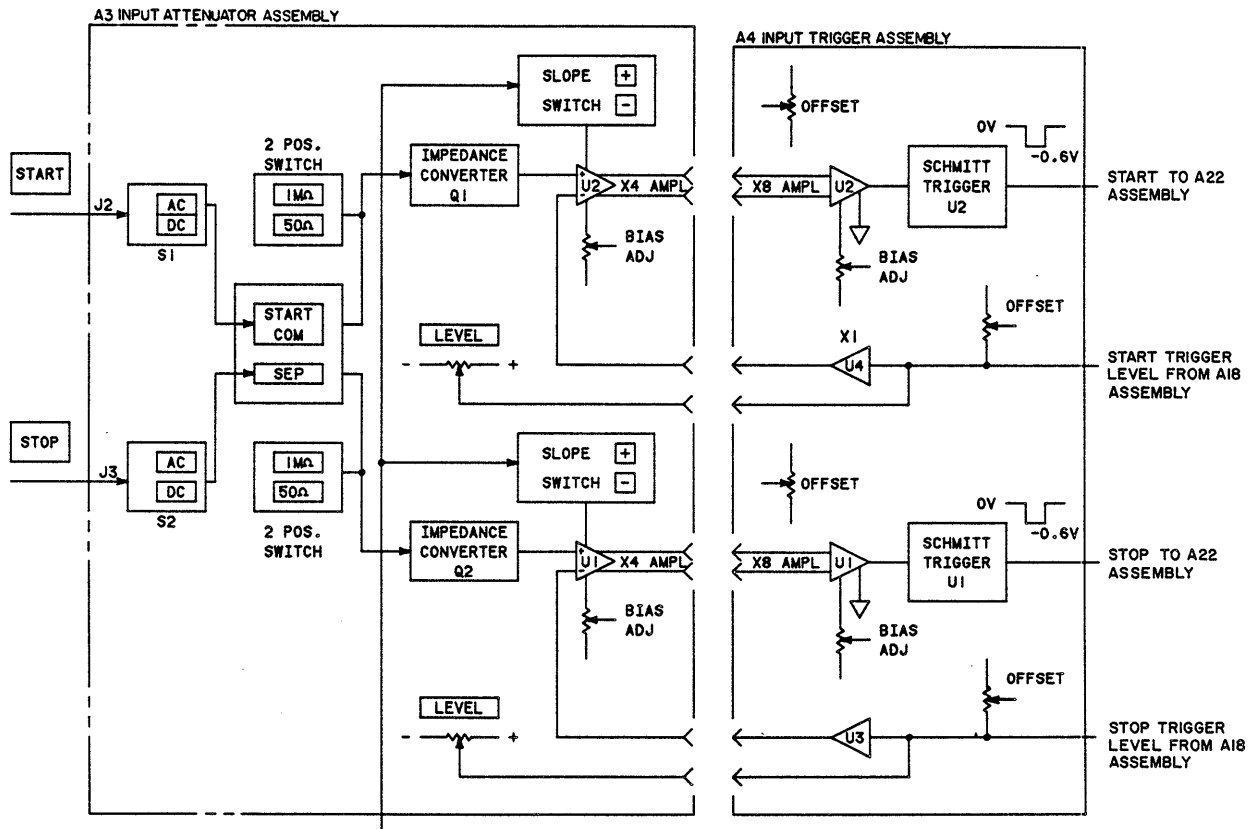 A3 INPUT ATTENUATOR ASSEMBLY
START
J2
AC
DC
S1
2 POS.
SWITCH
1MΩ
50Ω
START
COM
SEP
STOP
J3
AC
DC
S2
1MΩ
50Ω
2 POS.
SWITCH
SLOPE +
SWITCH -
IMPEDANCE
CONVERTER
Q1
+
-
U2
X4 AMPL
BIAS
ADJ
LEVEL
- +
SLOPE +
SWITCH -
IMPEDANCE
CONVERTER
Q2
+
-
U1
X4 AMPL
BIAS
ADJ
LEVEL
- +
A4 INPUT TRIGGER ASSEMBLY
OFFSET
X8 AMPL
U2
BIAS
ADJ
SCHMITT
TRIGGER
U2
0V
-0.6V
START TO A22
ASSEMBLY
OFFSET
X1
U4
START TRIGGER
LEVEL FROM A18
ASSEMBLY
OFFSET
X8 AMPL
U1
BIAS
ADJ
SCHMITT
TRIGGER
U1
0V
-0.6V
STOP TO A22
ASSEMBLY
OFFSET
U3
STOP TRIGGER
LEVEL FROM A18
ASSEMBLY